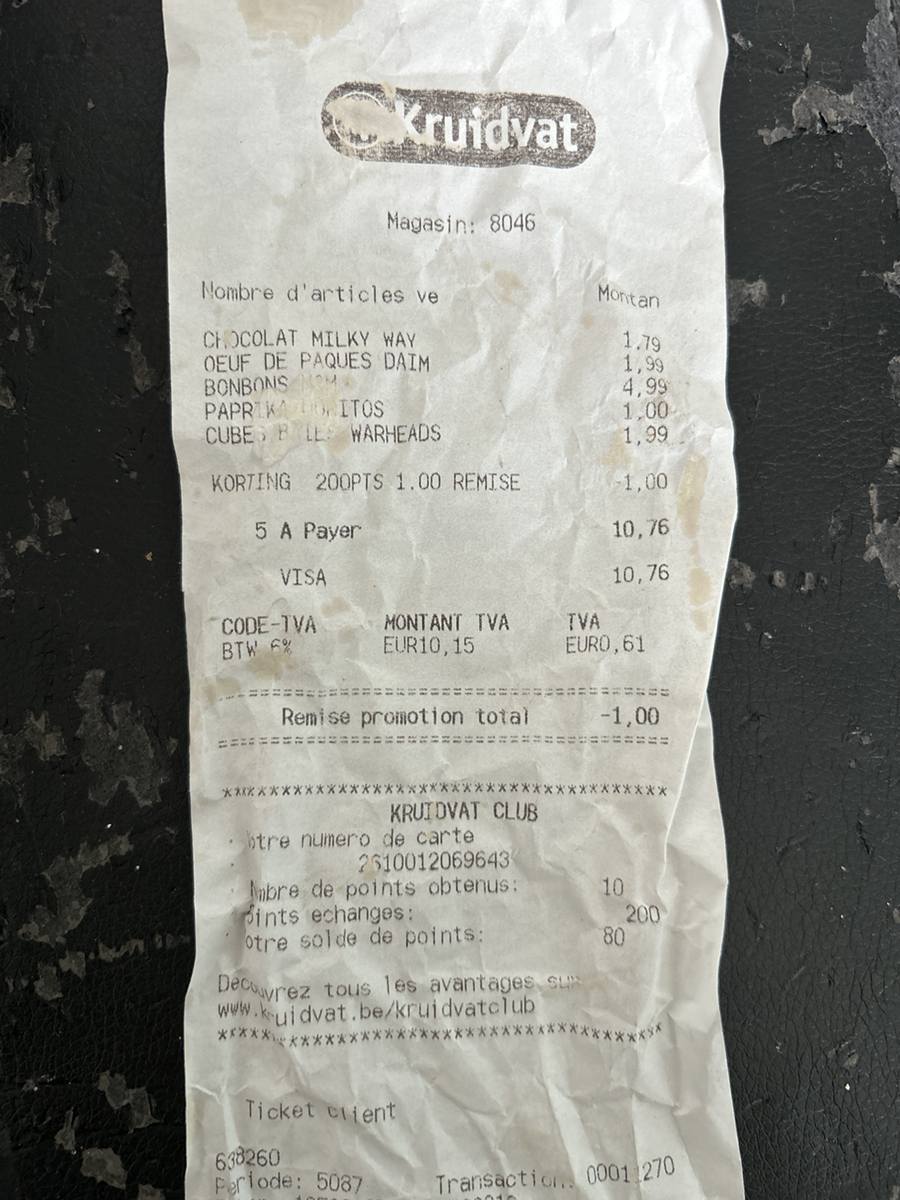 Kruidvat
Magasin: 8046
Nombre d'articles ve Montan
CHOCOLAT MILKY WAY 1.79
OEUF DE PAQUES DAIM 1,99
BONBONS 4,99
PAPRIKA 1.00
CUBES WARHEADS 1,99
KORTING 200PTS 1.00 REMISE -1,00
5 A Payer 10,76
VISA 10,76
CODE-TVA MONTANT TVA TVA
BTW 6% EUR10,15 EUR0,61
==========================================
Remise promotion total -1,00
==========================================
******************************************
KRUIDVAT CLUB
otre numero de carte
2610012069643
mbre de points obtenus: 10
oints echanges: 200
otre solde de points: 80
Decouvrez tous les avantages sur
www.kruidvat.be/kruidvatclub
******************************************
Ticket client
638260
Periode: 5087 Transaction.: 0001 270